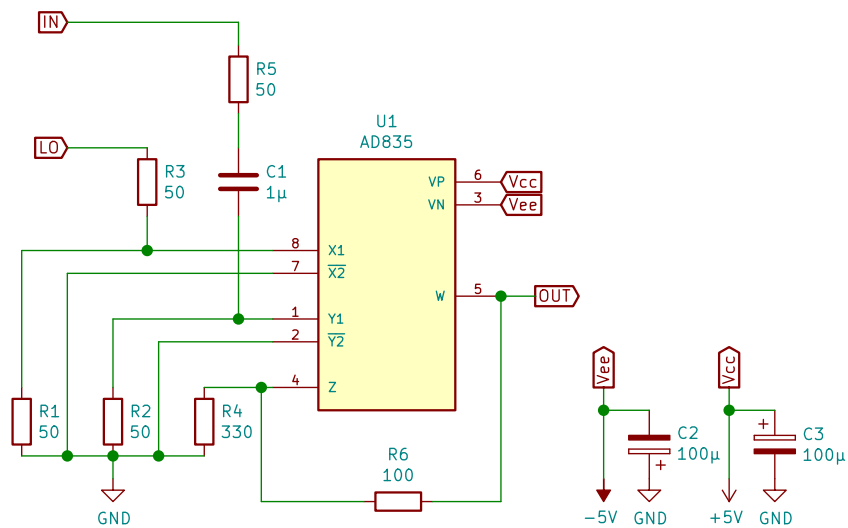 IN
R5
50
U1
AD835
LO
R3
50
C1
1µ
VP
6
Vcc
VN
3
Vee
8
X1
7
X2
W
5
OUT
1
Y1
2
Y2
4
Z
Vee
Vcc
R1
50
R2
50
R4
330
R6
100
C2
100µ
+
+
C3
100µ
GND
-5V
GND
+5V
GND